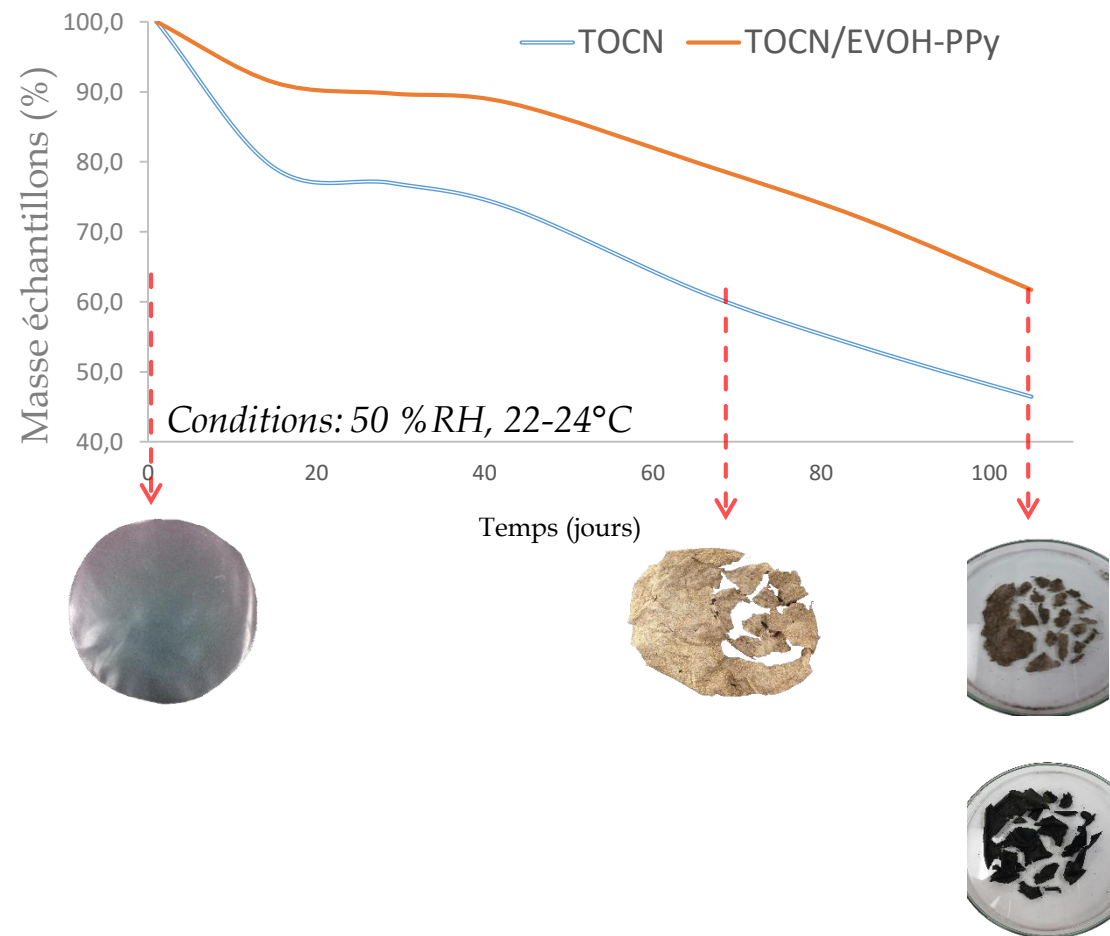 100,0
TOCN
TOCN/EVOH-PPy
90,0
80,0
70,0
60,0
50,0
40,0
Masse échantillons (%)
Conditions: 50 %RH, 22-24°C
0
20
40
60
80
100
Temps (jours)